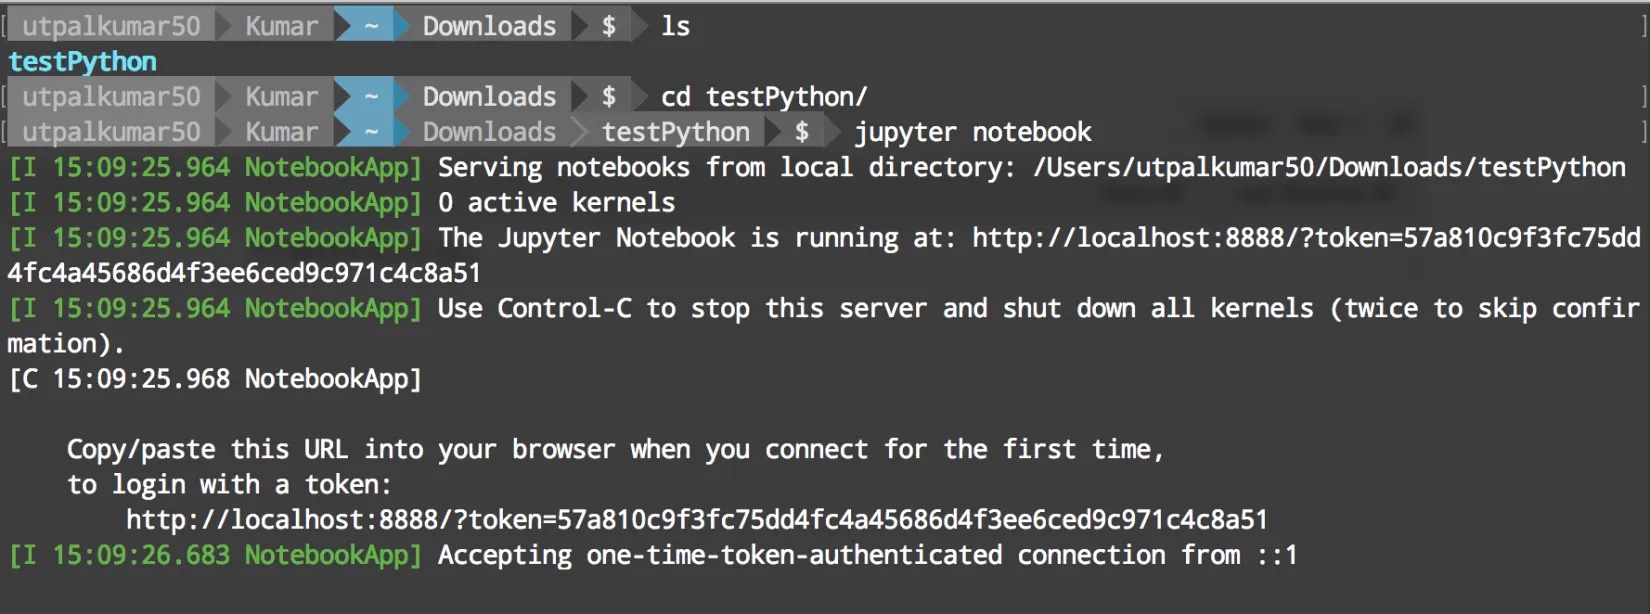 utpalkumar50 Kumar ~ Downloads $ ls
testPython
utpalkumar50 Kumar ~ Downloads $ cd testPython/
utpalkumar50 Kumar ~ Downloads testPython $ jupyter notebook
[I 15:09:25.964 NotebookApp] Serving notebooks from local directory: /Users/utpalkumar50/Downloads/testPython
[I 15:09:25.964 NotebookApp] 0 active kernels
[I 15:09:25.964 NotebookApp] The Jupyter Notebook is running at: http://localhost:8888/?token=57a810c9f3fc75dd
4fc4a45686d4f3ee6ced9c971c4c8a51
[I 15:09:25.964 NotebookApp] Use Control-C to stop this server and shut down all kernels (twice to skip confir
mation).
[C 15:09:25.968 NotebookApp]
Copy/paste this URL into your browser when you connect for the first time,
to login with a token:
http://localhost:8888/?token=57a810c9f3fc75dd4fc4a45686d4f3ee6ced9c971c4c8a51
[I 15:09:26.683 NotebookApp] Accepting one-time-token-authenticated connection from ::1